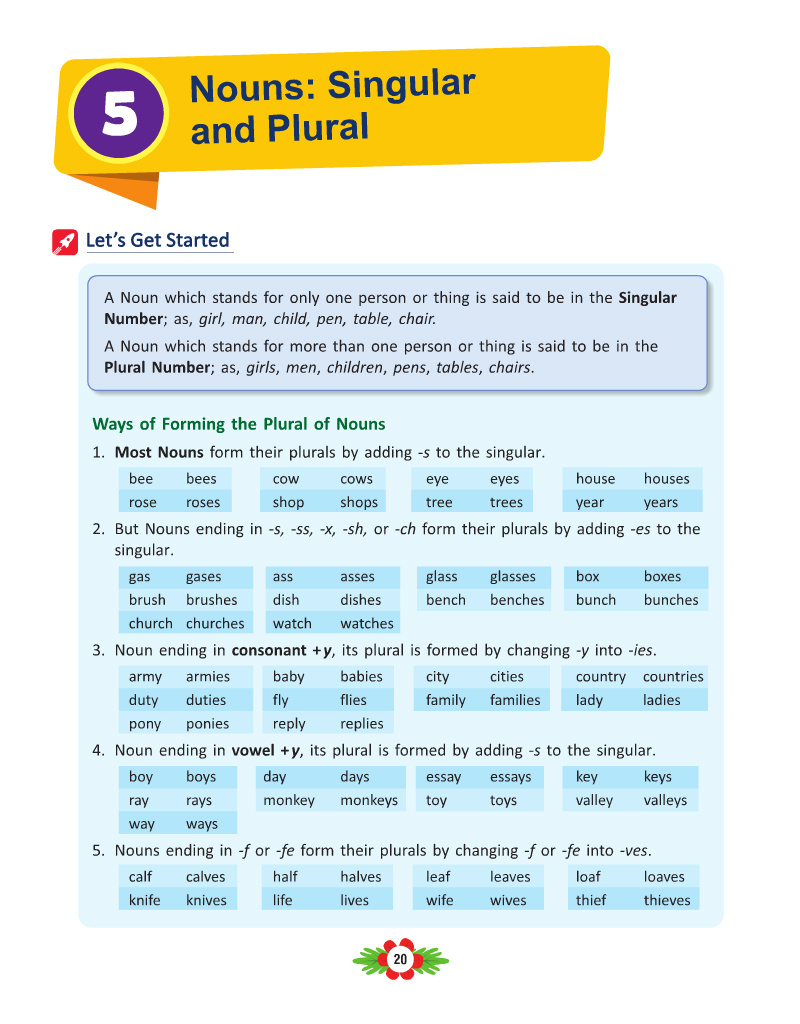 5
Nouns: Singular
and Plural
Let's Get Started
A Noun which stands for only one person or thing is said to be in the Singular
Number; as, girl, man, child, pen, table, chair.
A Noun which stands for more than one person or thing is said to be in the
Plural Number; as, girls, men, children, pens, tables, chairs.
Ways of Forming the Plural of Nouns
1. Most Nouns form their plurals by adding -s to the singular.
bee bees cow cows eye eyes house houses
rose roses shop shops tree trees year years
2. But Nouns ending in -s, -ss, -x, -sh, or -ch form their plurals by adding -es to the
singular.
gas gases ass asses glass glasses box boxes
brush brushes dish dishes bench benches bunch bunches
church churches watch watches
3. Noun ending in consonant + y, its plural is formed by changing -y into -ies.
army armies baby babies city cities country countries
duty duties fly flies family families lady ladies
pony ponies reply replies
4. Noun ending in vowel + y, its plural is formed by adding -s to the singular.
boy boys day days essay essays key keys
ray rays monkey monkeys toy toys valley valleys
way ways
5. Nouns ending in -f or -fe form their plurals by changing -f or -fe into -ves.
calf calves half halves leaf leaves loaf loaves
knife knives life lives wife wives thief thieves
20